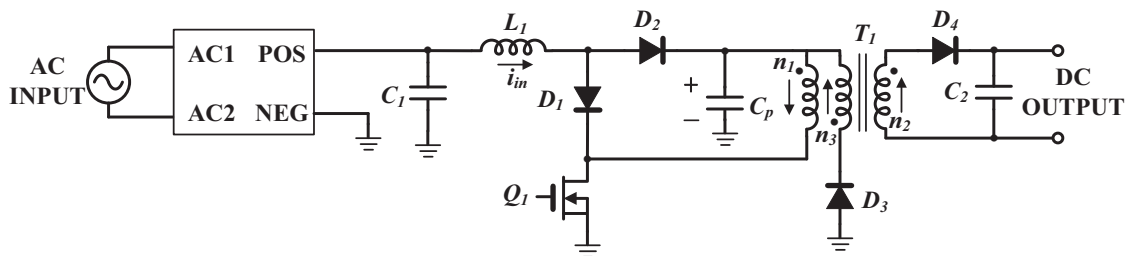 AC
INPUT
AC1
POS
AC2
NEG
C1
L1
iin
D1
Q1
D2
+
−
Cp
n1
n3
T1
n2
D3
D4
C2
DC
OUTPUT